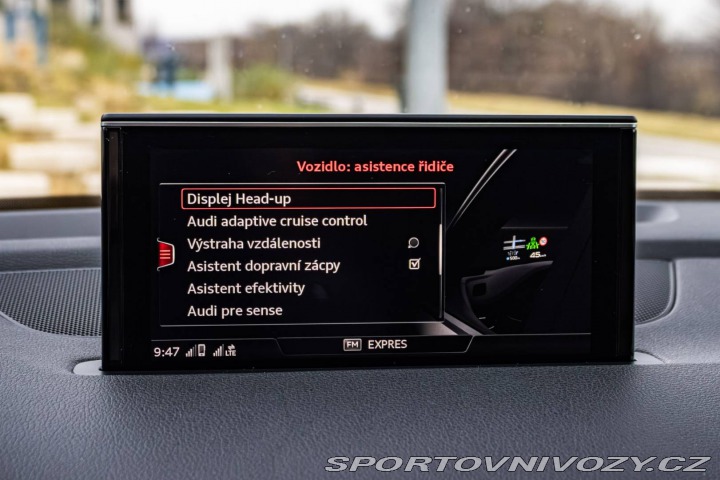 Vozidlo: asistence řidiče
Displej Head-up
Audi adaptive cruise control
Výstraha vzdálenosti
Asistent dopravní zácpy
Asistent efektivity
Audi pre sense
9:47 LTE FM EXPRES
SPORTOVNIVOZY.CZ